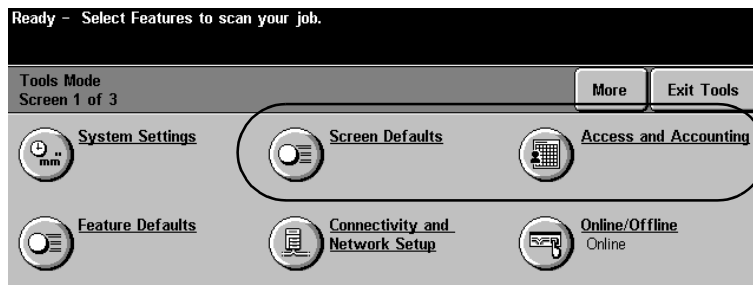 Ready - Select Features to scan your job.
Tools Mode
Screen 1 of 3
More
Exit Tools
System Settings
mm
Screen Defaults
Access and Accounting
Feature Defaults
Connectivity and
Network Setup
Online/Offline
Online